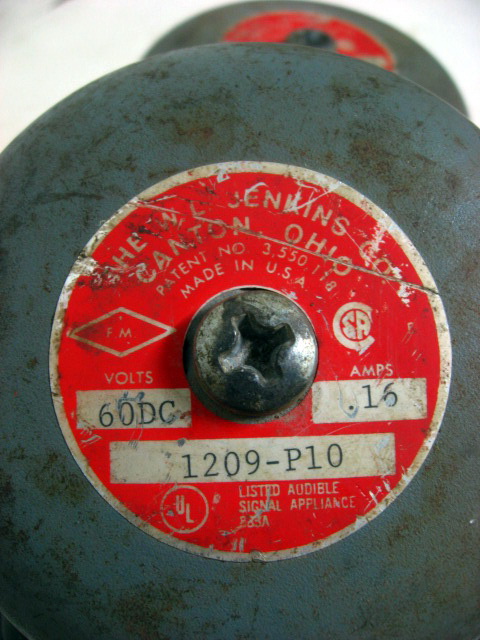 JENKINS CO.
CANTON, OHIO
PATENT NO. 3,550,118
MADE IN U.S.A.
FM
VOLTS
AMPS
60DC
.16
1209-P10
UL
LISTED AUDIBLE
SIGNAL APPLIANCE